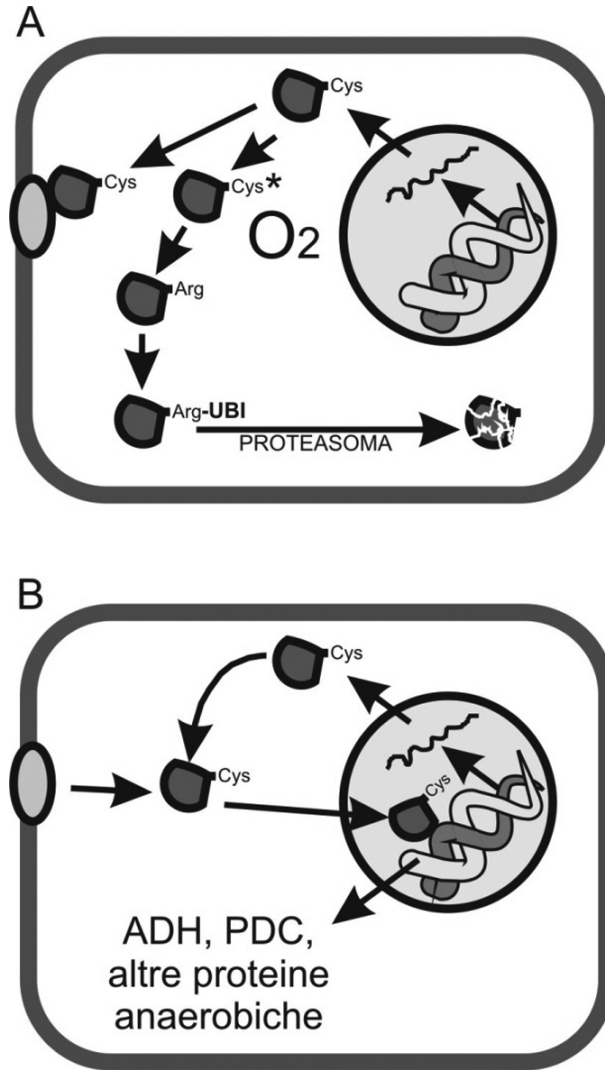 A
Cys
Cys
Cys*
O2
Arg
Arg-UBI
PROTEASOMA
B
Cys
Cys
Cys
ADH, PDC,
altre proteine
anaerobiche